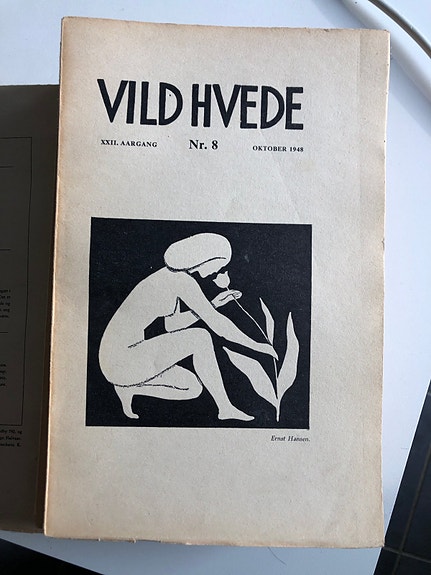 VILD HVEDE
XXII. AARGANG Nr. 8 OKTOBER 1948
Ernst Hansen.